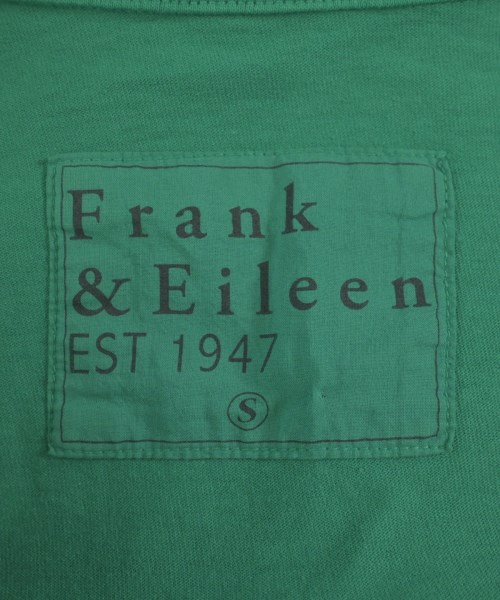 Frank
& Eileen
EST 1947
S